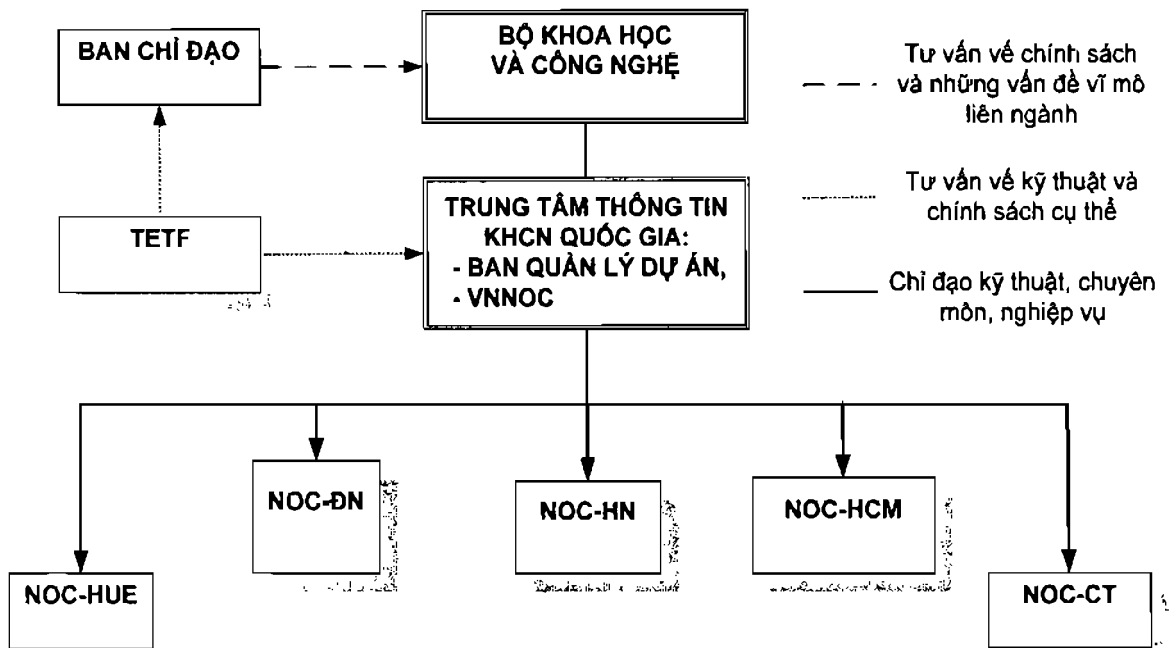 BAN CHỈ ĐẠO
BỘ KHOA HỌC
VÀ CÔNG NGHỆ
Tư vấn về chính sách
và những vấn đề vĩ mô
liên ngành
TETF
TRUNG TÂM THÔNG TIN
KHCN QUỐC GIA:
- BAN QUẢN LÝ DỰ ÁN,
- VNNOC
Tư vấn về kỹ thuật và
chính sách cụ thể
Chỉ đạo kỹ thuật, chuyên
môn, nghiệp vụ
NOC-HUE
NOC-ĐN
NOC-HN
NOC-HCM
NOC-CT